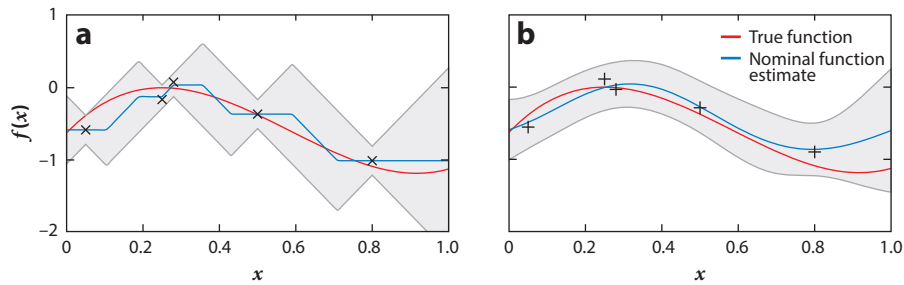 a
f(x)
1
0
−1
−2
0
0.2
0.4
0.6
0.8
1.0
x
b
True function
Nominal function
estimate
0
0.2
0.4
0.6
0.8
1.0
x